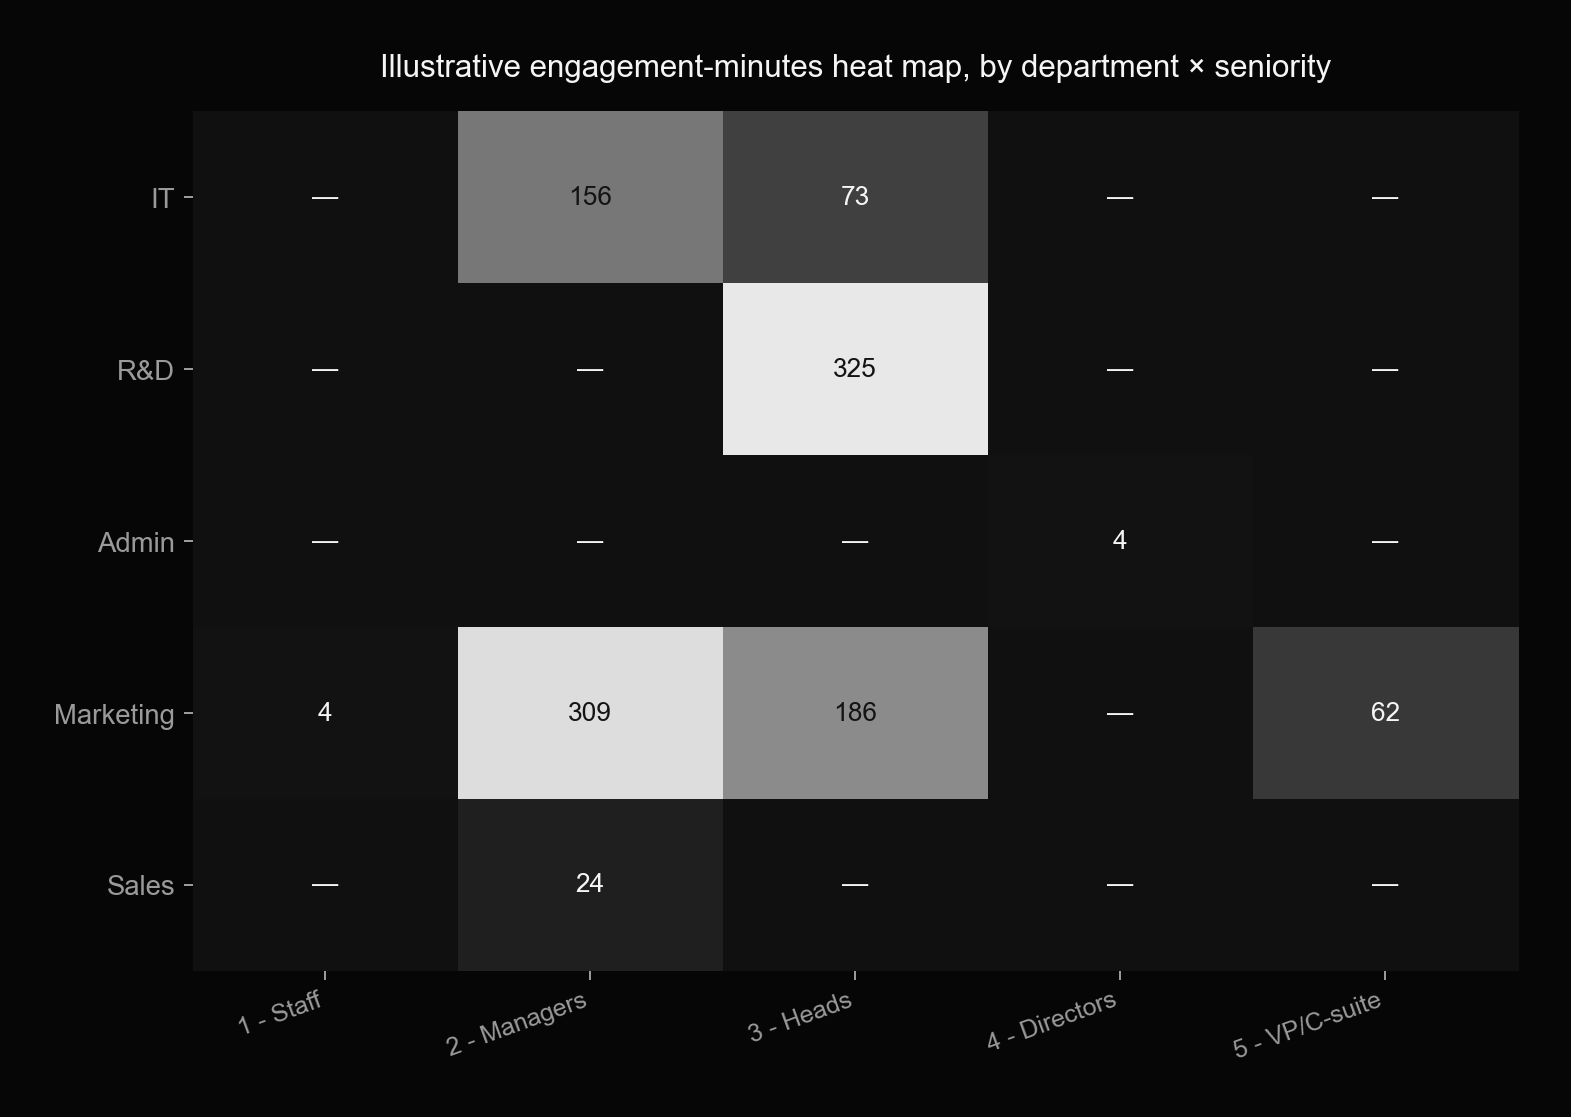 Illustrative engagement-minutes heat map, by department × seniority
IT — 156 73 — —
R&D — — 325 — —
Admin — — — 4 —
Marketing 4 309 186 — 62
Sales — 24 — — —
1 - Staff 2 - Managers 3 - Heads 4 - Directors 5 - VP/C-suite